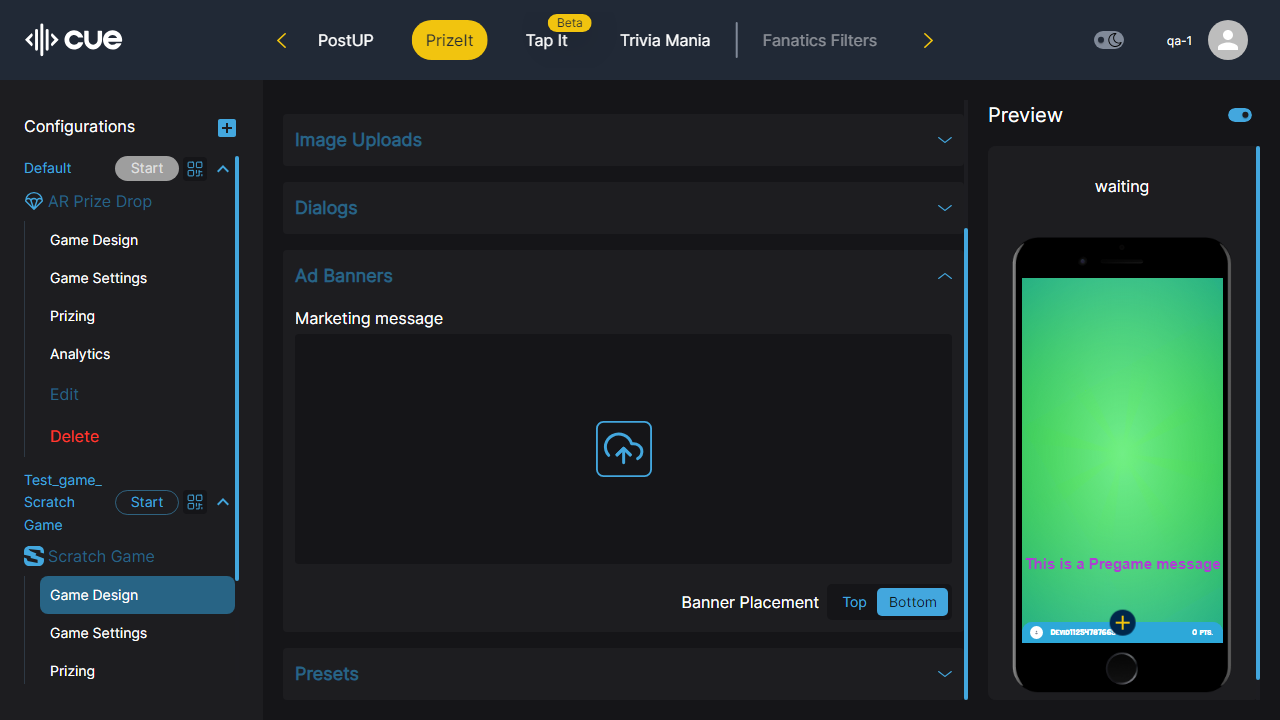 cue
PostUP
PrizeIt
Tap It
Beta
Trivia Mania
Fanatics Filters
qa-1
Configurations
Default
Start
AR Prize Drop
Game Design
Game Settings
Prizing
Analytics
Edit
Delete
Test_game_
Scratch
Game
Start
Scratch Game
Game Design
Game Settings
Prizing
Image Uploads
Dialogs
Ad Banners
Marketing message
Banner Placement
Top
Bottom
Presets
Preview
waiting
This is a Pregame message
0 PTS.